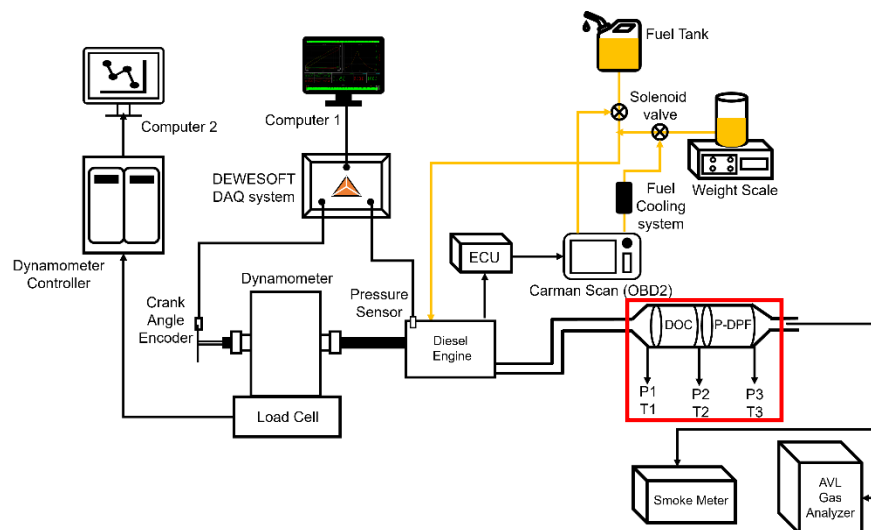 Fuel Tank
Computer 2
Computer 1
Solenoid
valve
DEWESOFT
DAQ system
Weight Scale
Fuel
Cooling
system
Dynamometer
Controller
ECU
Carman Scan (OBD2)
Dynamometer
Crank
Angle
Encoder
Pressure
Sensor
Diesel
Engine
DOC
P-DPF
Load Cell
P1
T1
P2
T2
P3
T3
Smoke Meter
AVL
Gas
Analyzer